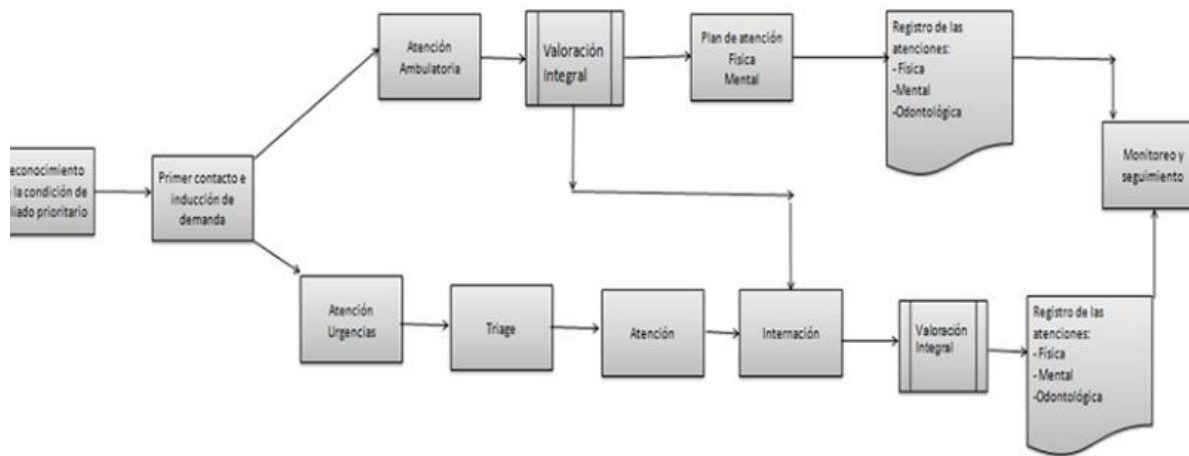 Atención
Ambulatoria
Valoración
Integral
Plan de atención
Física
Mental
Registro de las
atenciones:
- Física
-Mental
-Odontológica
Monitoreo y
seguimiento
econocimiento
la condición de
liado prioritario
Primer contacto e
inducción de
demanda
Atención
Urgencias
Triage
Atención
Internación
Valoración
Integral
Registro de las
atenciones:
- Física
- Mental
-Odontológica